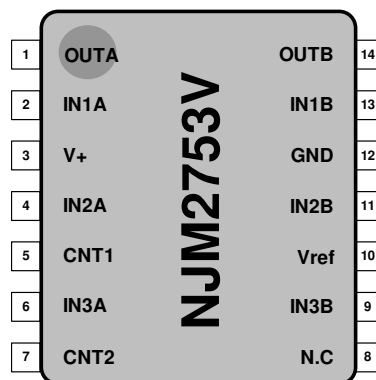 1 OUTA OUTB 14
2 IN1A IN1B 13
3 V+ GND 12
4 IN2A IN2B 11
5 CNT1 Vref 10
6 IN3A IN3B 9
7 CNT2 N.C 8
NJM2753V